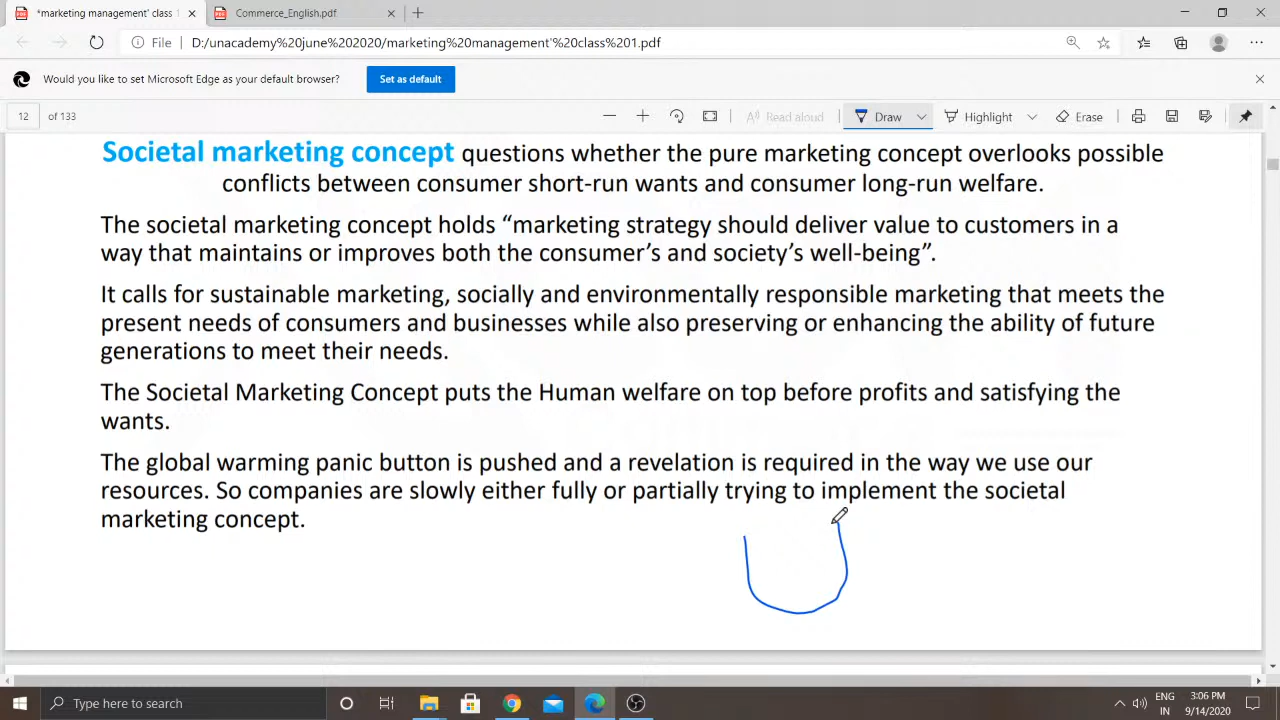 *marketing management' class 1
Commerce_English.pdf
File D:/unacademy%20june%202020/marketing%20management'%20class%201.pdf
Would you like to set Microsoft Edge as your default browser? Set as default
12 of 133 Read aloud Draw Highlight Erase
Societal marketing concept questions whether the pure marketing concept overlooks possible
conflicts between consumer short-run wants and consumer long-run welfare.
The societal marketing concept holds “marketing strategy should deliver value to customers in a
way that maintains or improves both the consumer’s and society’s well-being”.
It calls for sustainable marketing, socially and environmentally responsible marketing that meets the
present needs of consumers and businesses while also preserving or enhancing the ability of future
generations to meet their needs.
The Societal Marketing Concept puts the Human welfare on top before profits and satisfying the
wants.
The global warming panic button is pushed and a revelation is required in the way we use our
resources. So companies are slowly either fully or partially trying to implement the societal
marketing concept.
Type here to search
ENG 3:06 PM
IN 9/14/2020